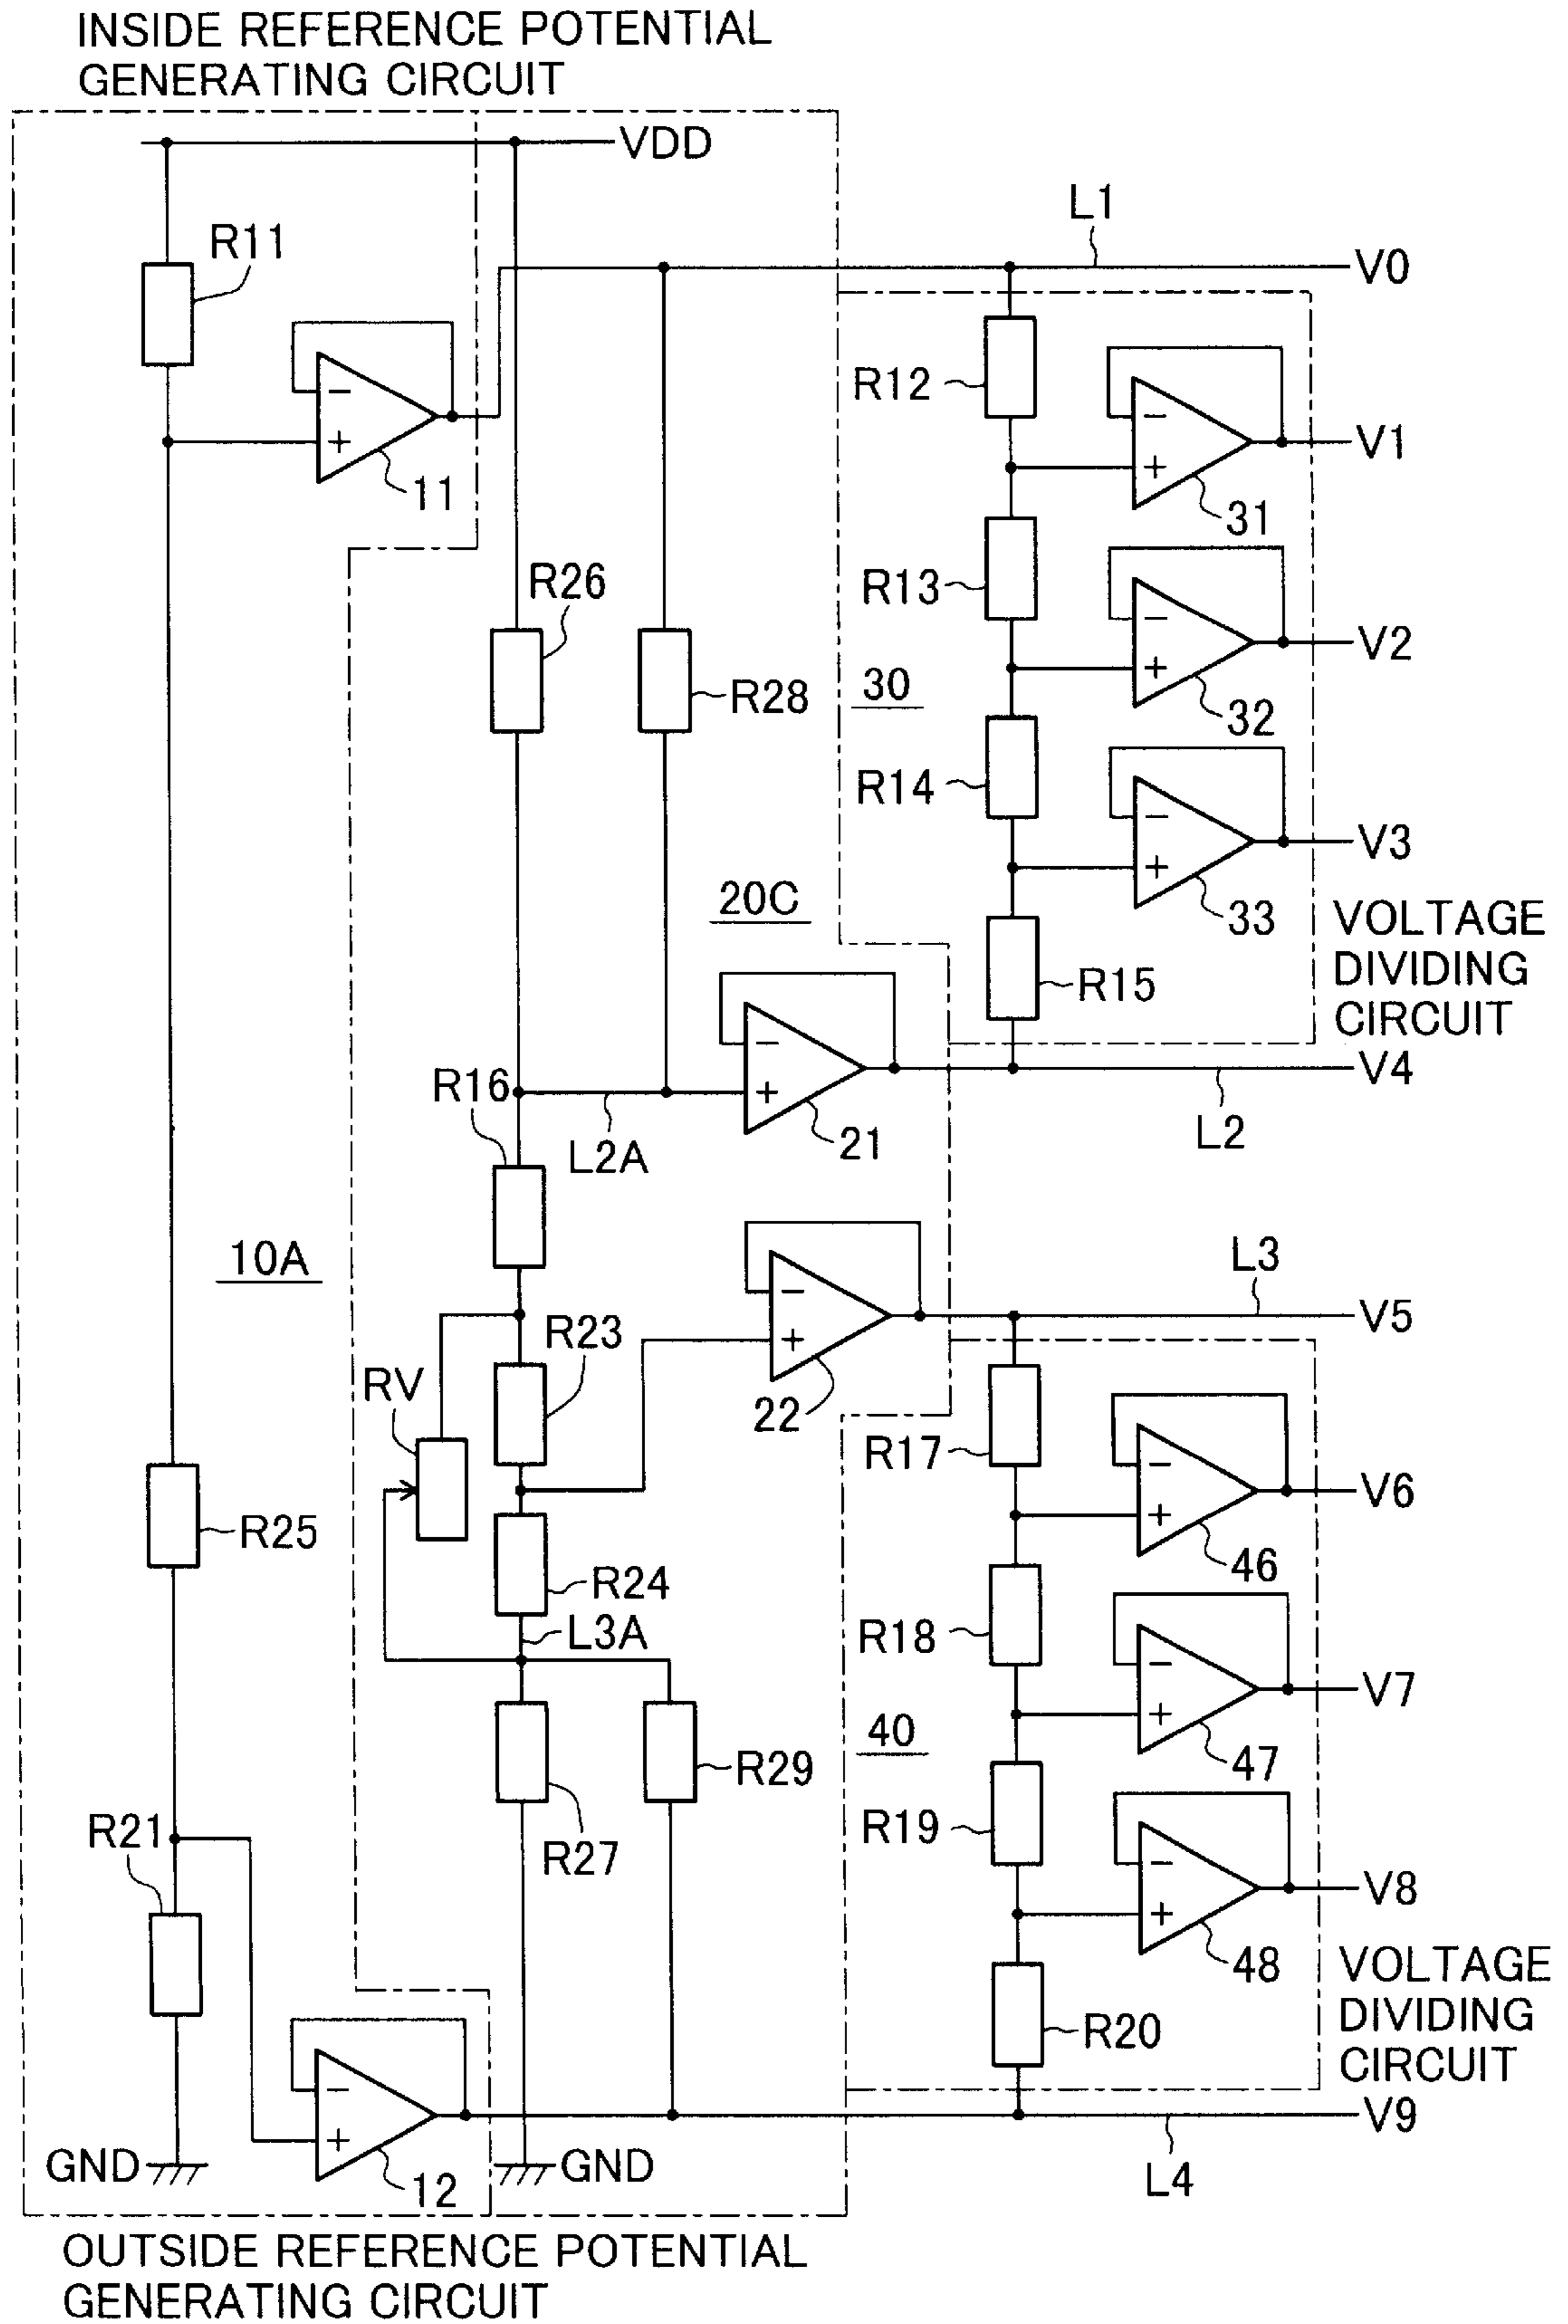 INSIDE REFERENCE POTENTIAL
GENERATING CIRCUIT
VDD
L1
R11
V0
R12
V1
11
31
R26
R13
V2
R28
30
32
R14
V3
20C
33
VOLTAGE
DIVIDING
CIRCUIT
R15
R16
V4
L2A
21
L2
10A
L3
V5
R23
RV
22
R17
V6
R25
R24
46
L3A
R18
V7
40
R29
47
R21
R27
R19
V8
48
VOLTAGE
DIVIDING
CIRCUIT
R20
V9
GND
12
GND
L4
OUTSIDE REFERENCE POTENTIAL
GENERATING CIRCUIT